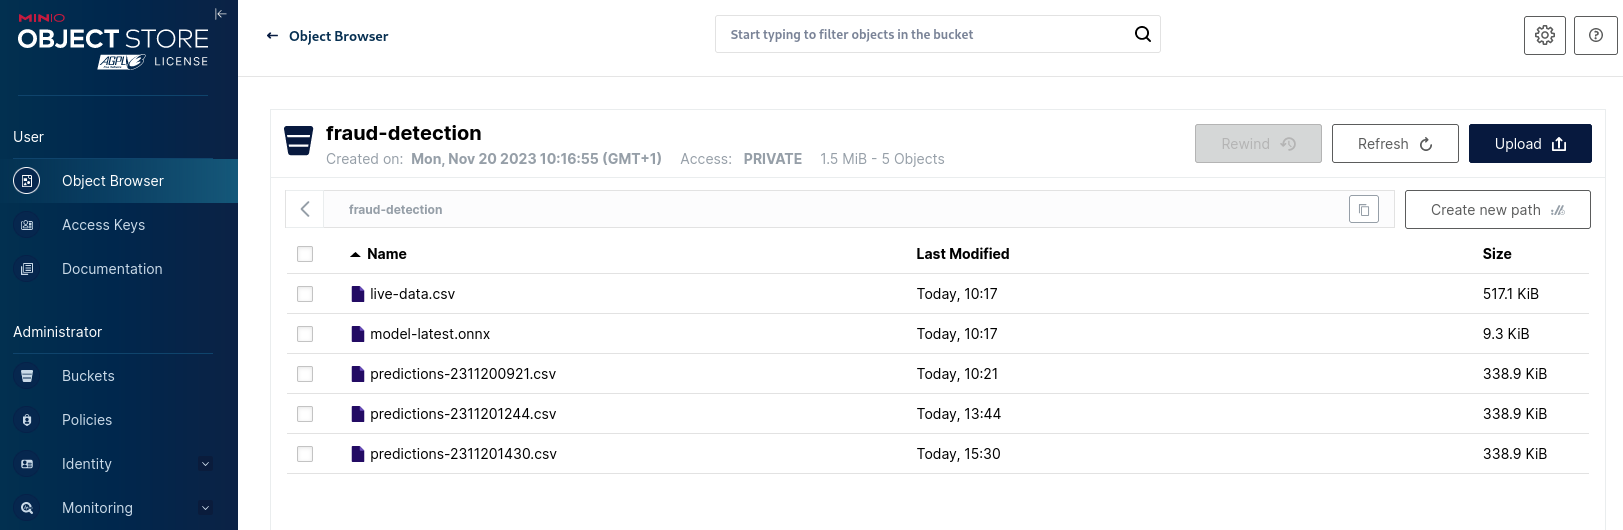 MINIO
OBJECT STORE
AGPLv3 LICENSE
User
Object Browser
Access Keys
Documentation
Administrator
Buckets
Policies
Identity
Monitoring
← Object Browser
Start typing to filter objects in the bucket
fraud-detection
Created on: Mon, Nov 20 2023 10:16:55 (GMT+1) Access: PRIVATE 1.5 MiB - 5 Objects
Rewind Refresh Upload
fraud-detection
Create new path
Name Last Modified Size
live-data.csv Today, 10:17 517.1 KiB
model-latest.onnx Today, 10:17 9.3 KiB
predictions-2311200921.csv Today, 10:21 338.9 KiB
predictions-2311201244.csv Today, 13:44 338.9 KiB
predictions-2311201430.csv Today, 15:30 338.9 KiB